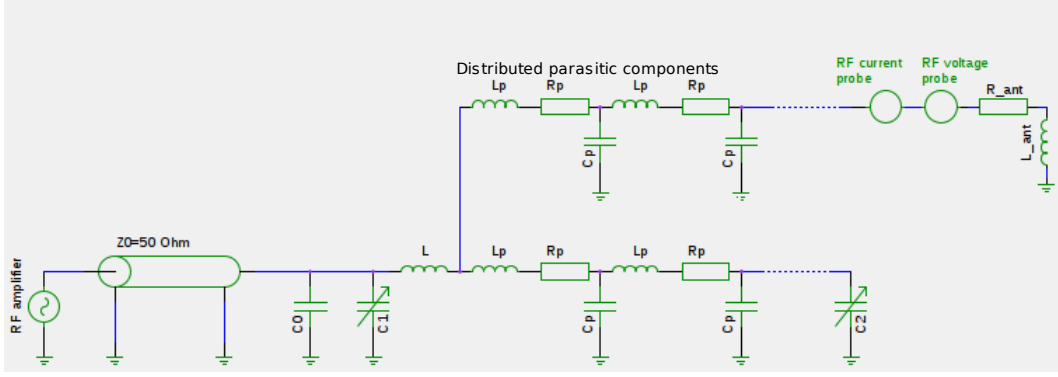 Distributed parasitic components
RF current probe
RF voltage probe
Lp
Rp
Lp
Rp
R_ant
Cp
Cp
L_ant
Z0=50 Ohm
L
Lp
Rp
Lp
Rp
RF amplifier
C0
C1
Cp
Cp
C2